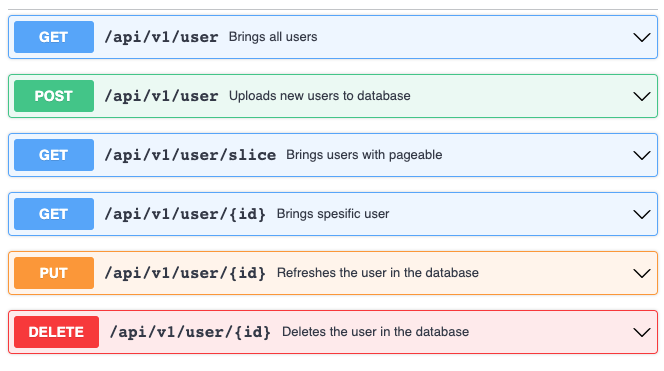 GET /api/v1/user Brings all users
POST /api/v1/user Uploads new users to database
GET /api/v1/user/slice Brings users with pageable
GET /api/v1/user/{id} Brings spesific user
PUT /api/v1/user/{id} Refreshes the user in the database
DELETE /api/v1/user/{id} Deletes the user in the database